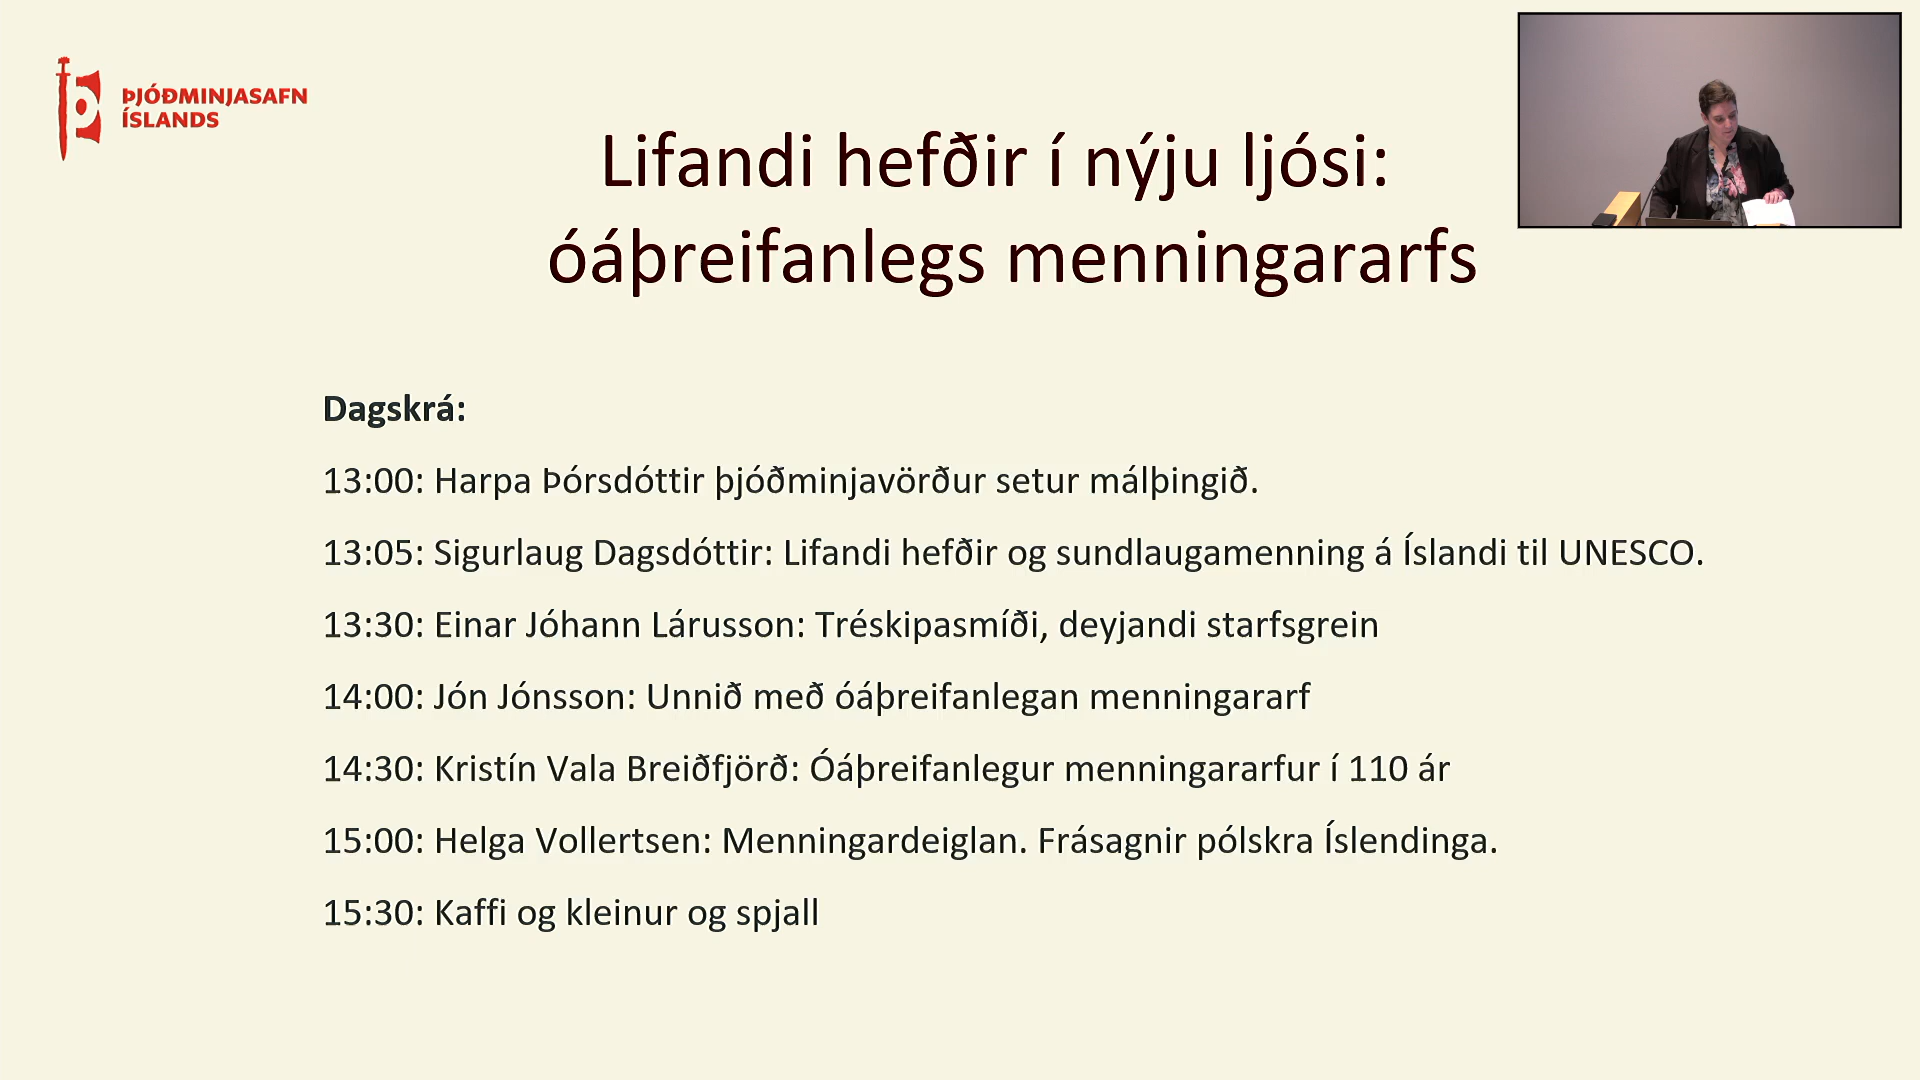 ÞJÓÐMINJASAFN
ÍSLANDS
Lifandi hefðir í nýju ljósi:
óáþreifanlegs menningararfs
Dagskrá:
13:00: Harpa Þórsdóttir þjóðminjavörður setur málþingið.
13:05: Sigurlaug Dagsdóttir: Lifandi hefðir og sundlaugamenning á Íslandi til UNESCO.
13:30: Einar Jóhann Lárusson: Tréskipasmíði, deyjandi starfsgrein
14:00: Jón Jónsson: Unnið með óáþreifanlegan menningararf
14:30: Kristín Vala Breiðfjörð: Óáþreifanlegur menningararfur í 110 ár
15:00: Helga Vollertsen: Menningardeiglan. Frásagnir pólskra Íslendinga.
15:30: Kaffi og kleinur og spjall